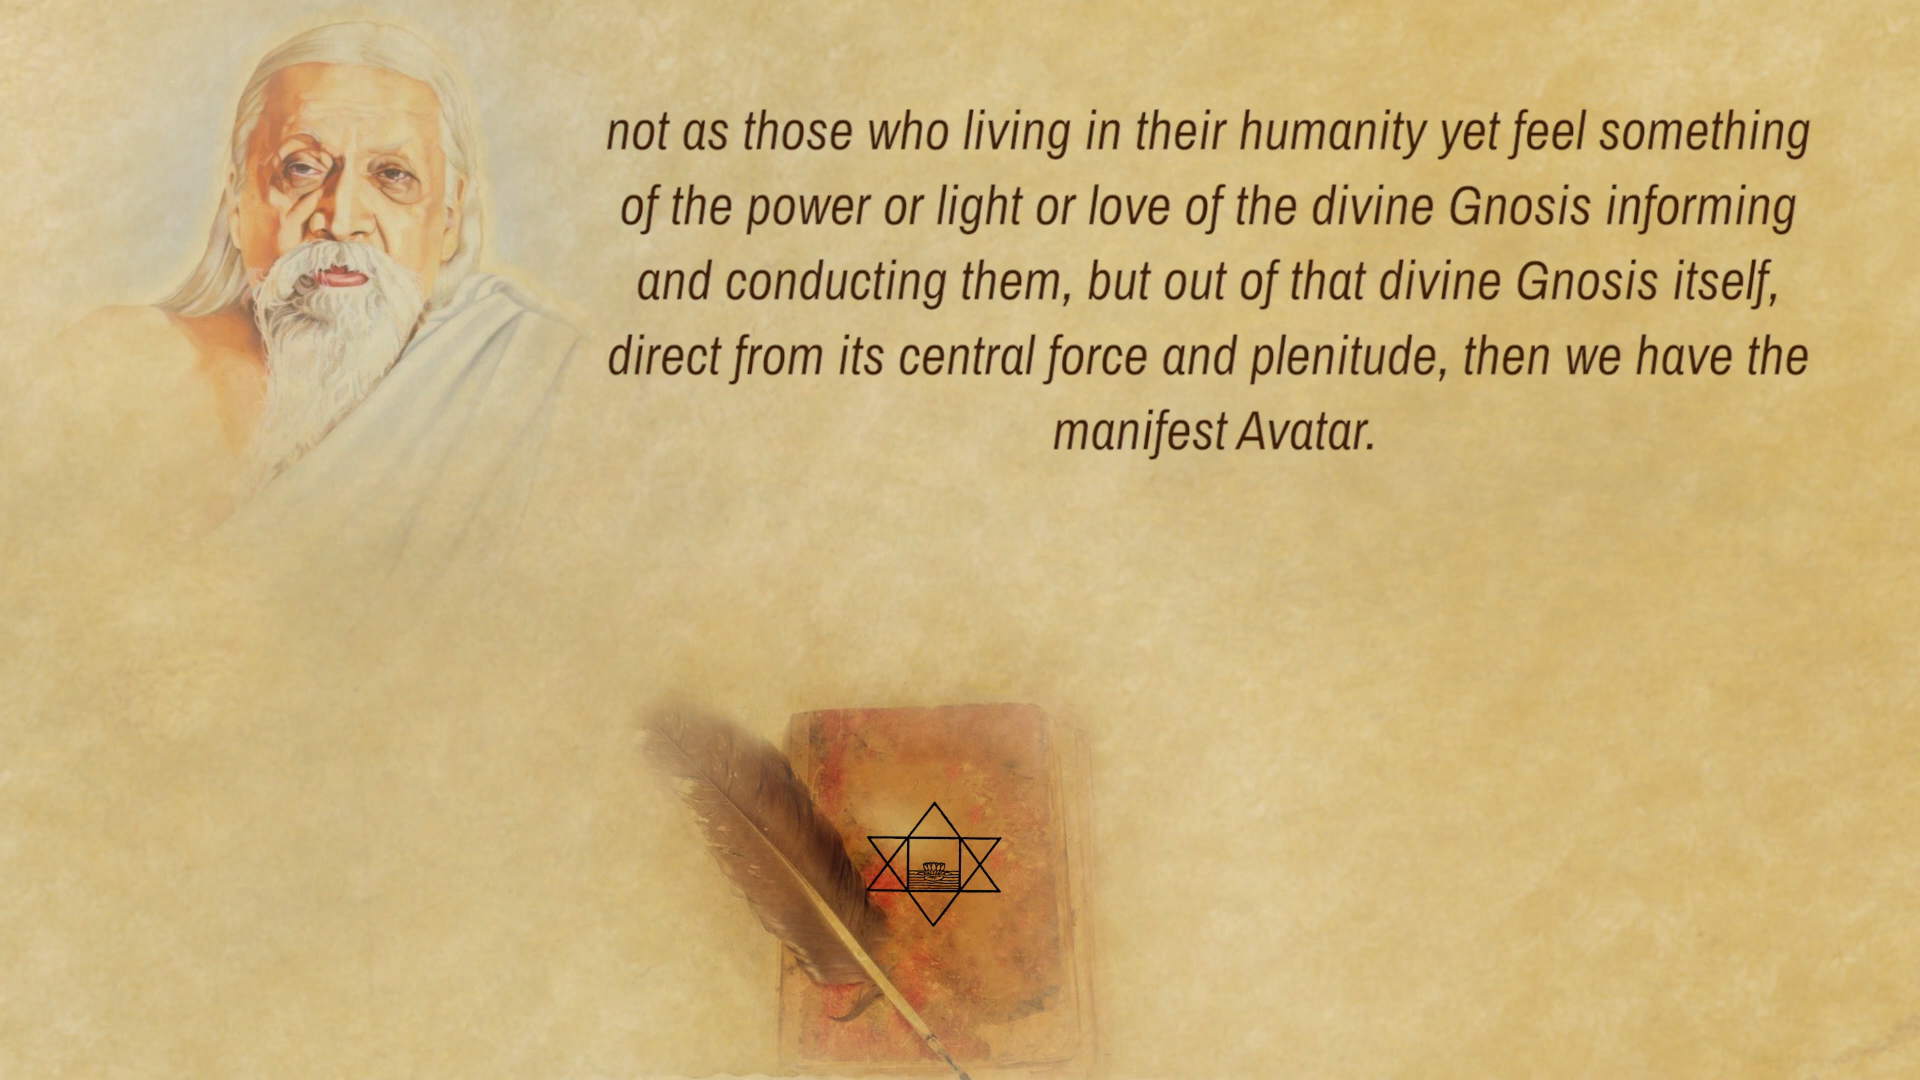 not as those who living in their humanity yet feel something
of the power or light or love of the divine Gnosis informing
and conducting them, but out of that divine Gnosis itself,
direct from its central force and plenitude, then we have the
manifest Avatar.